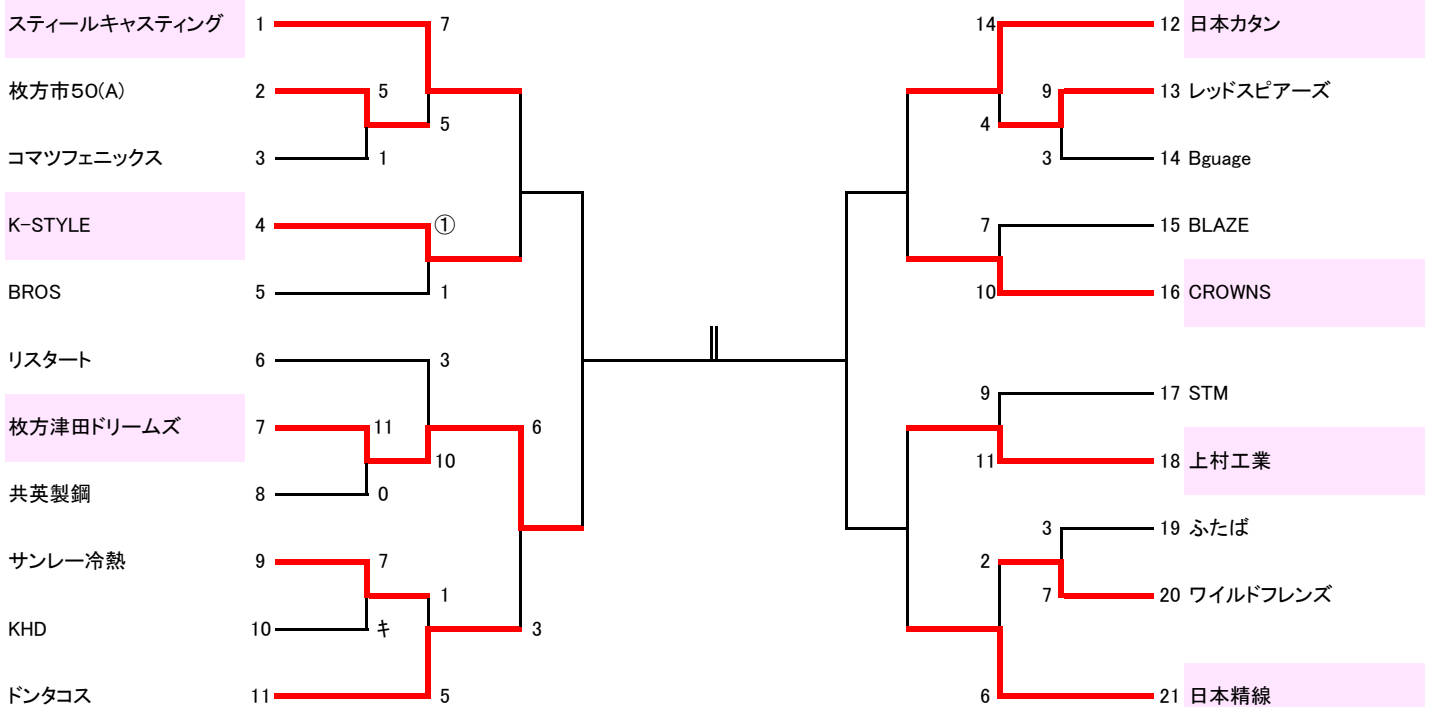 スティールキャスティング 1 7 14 12 日本カタン
枚方市50(A) 2 5 9 13 レッドスピアーズ
5 4
コマツフェニックス 3 1 3 14 Bguage
K-STYLE 4 ① 7 15 BLAZE
BROS 5 1 10 16 CROWNS
リスタート 6 3
9 17 STM
枚方津田ドリームズ 7 11 6
10 11 18 上村工業
共英製鋼 8 0
3 19 ふたば
サンレー冷熱 9 7 2
1 7 20 ワイルドフレンズ
KHD 10 キ 3
ドンタコス 11 5 6 21 日本精線